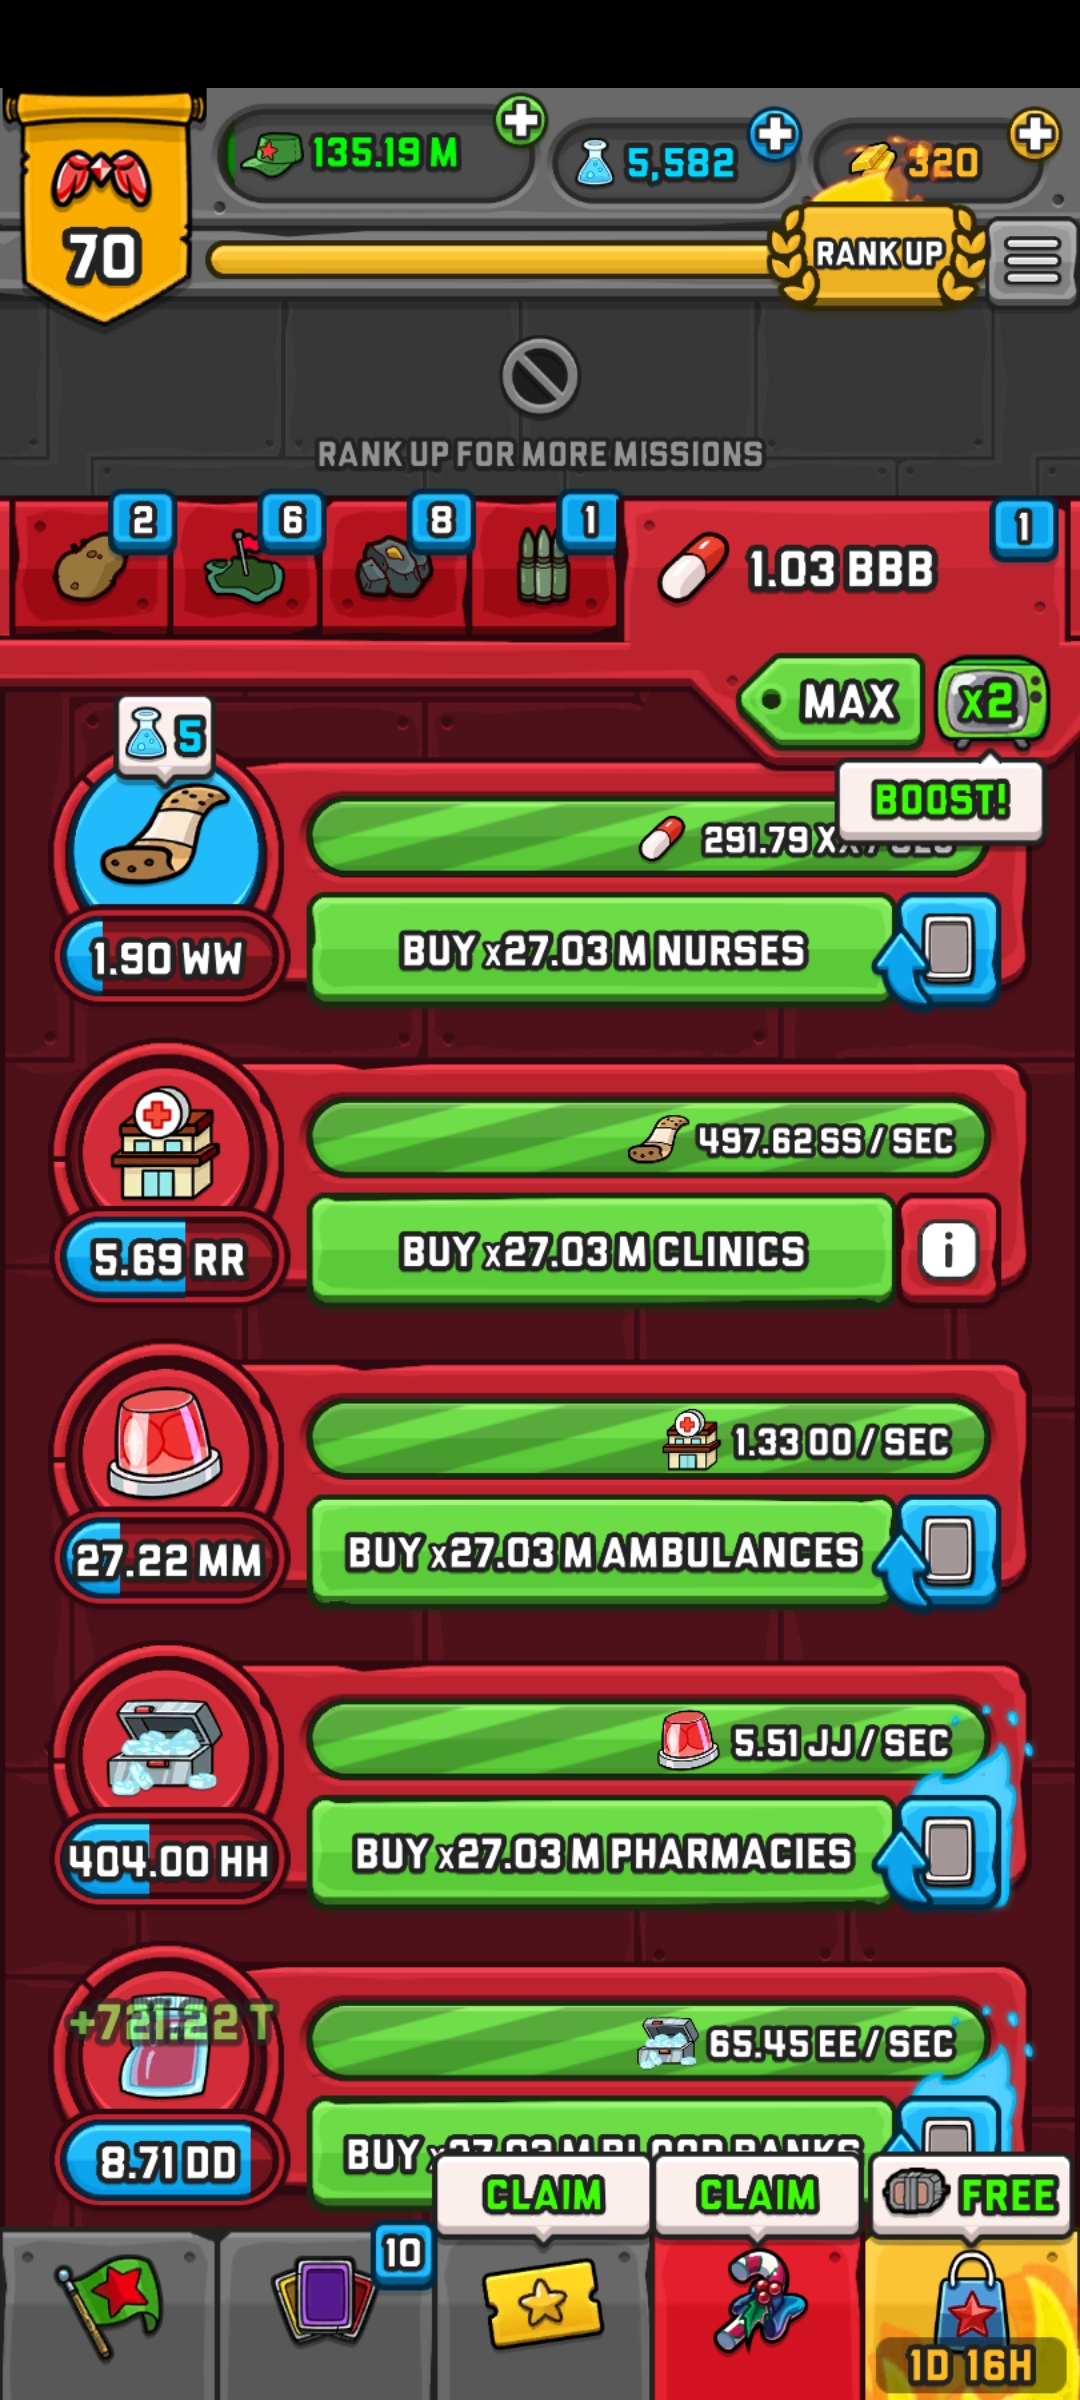 135.19 M
5,582
320
70
RANK UP
RANK UP FOR MORE MISSIONS
2
6
8
1
1.03 BBB
1
MAX
x2
BOOST!
5
291.79
1.90 WW
BUY x27.03 M NURSES
497.62 SS / SEC
5.69 RR
BUY x27.03 M CLINICS
i
1.33 OO / SEC
27.22 MM
BUY x27.03 M AMBULANCES
5.51 JJ / SEC
404.00 HH
BUY x27.03 M PHARMACIES
+721.22 T
65.45 EE / SEC
8.71 DD
BUY x27.03 M BLOOD BANKS
CLAIM
CLAIM
FREE
10
1D 16H